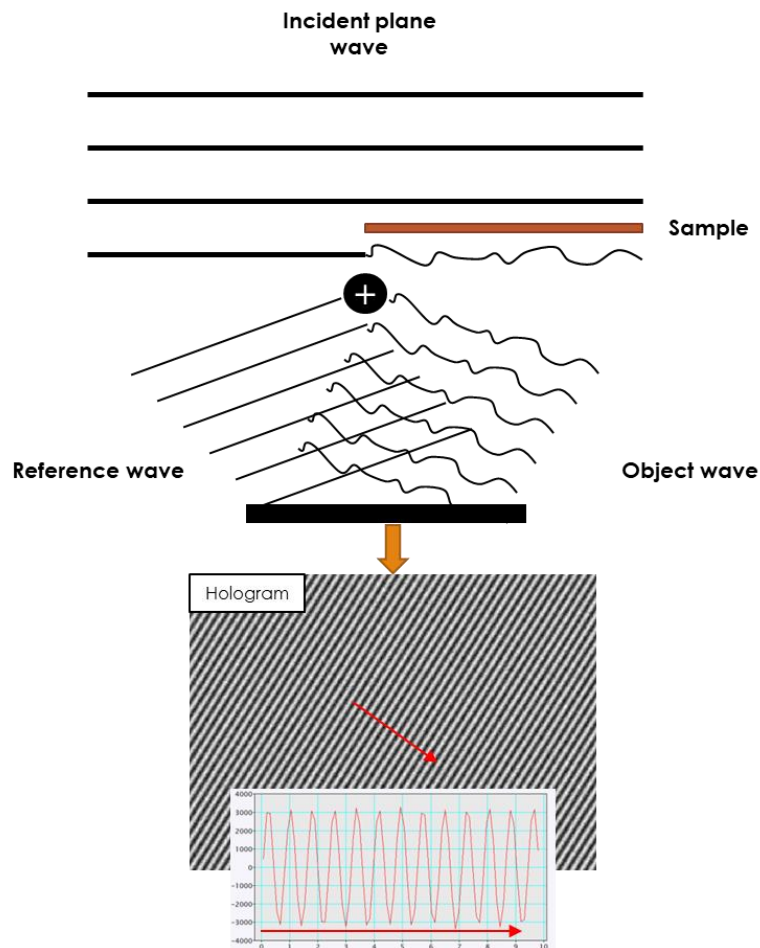 Incident plane
wave
Sample
+
Reference wave
Object wave
Hologram
4000
3000
2000
1000
0
-1000
-2000
-3000
-4000
0 1 2 3 4 5 6 7 8 9 10